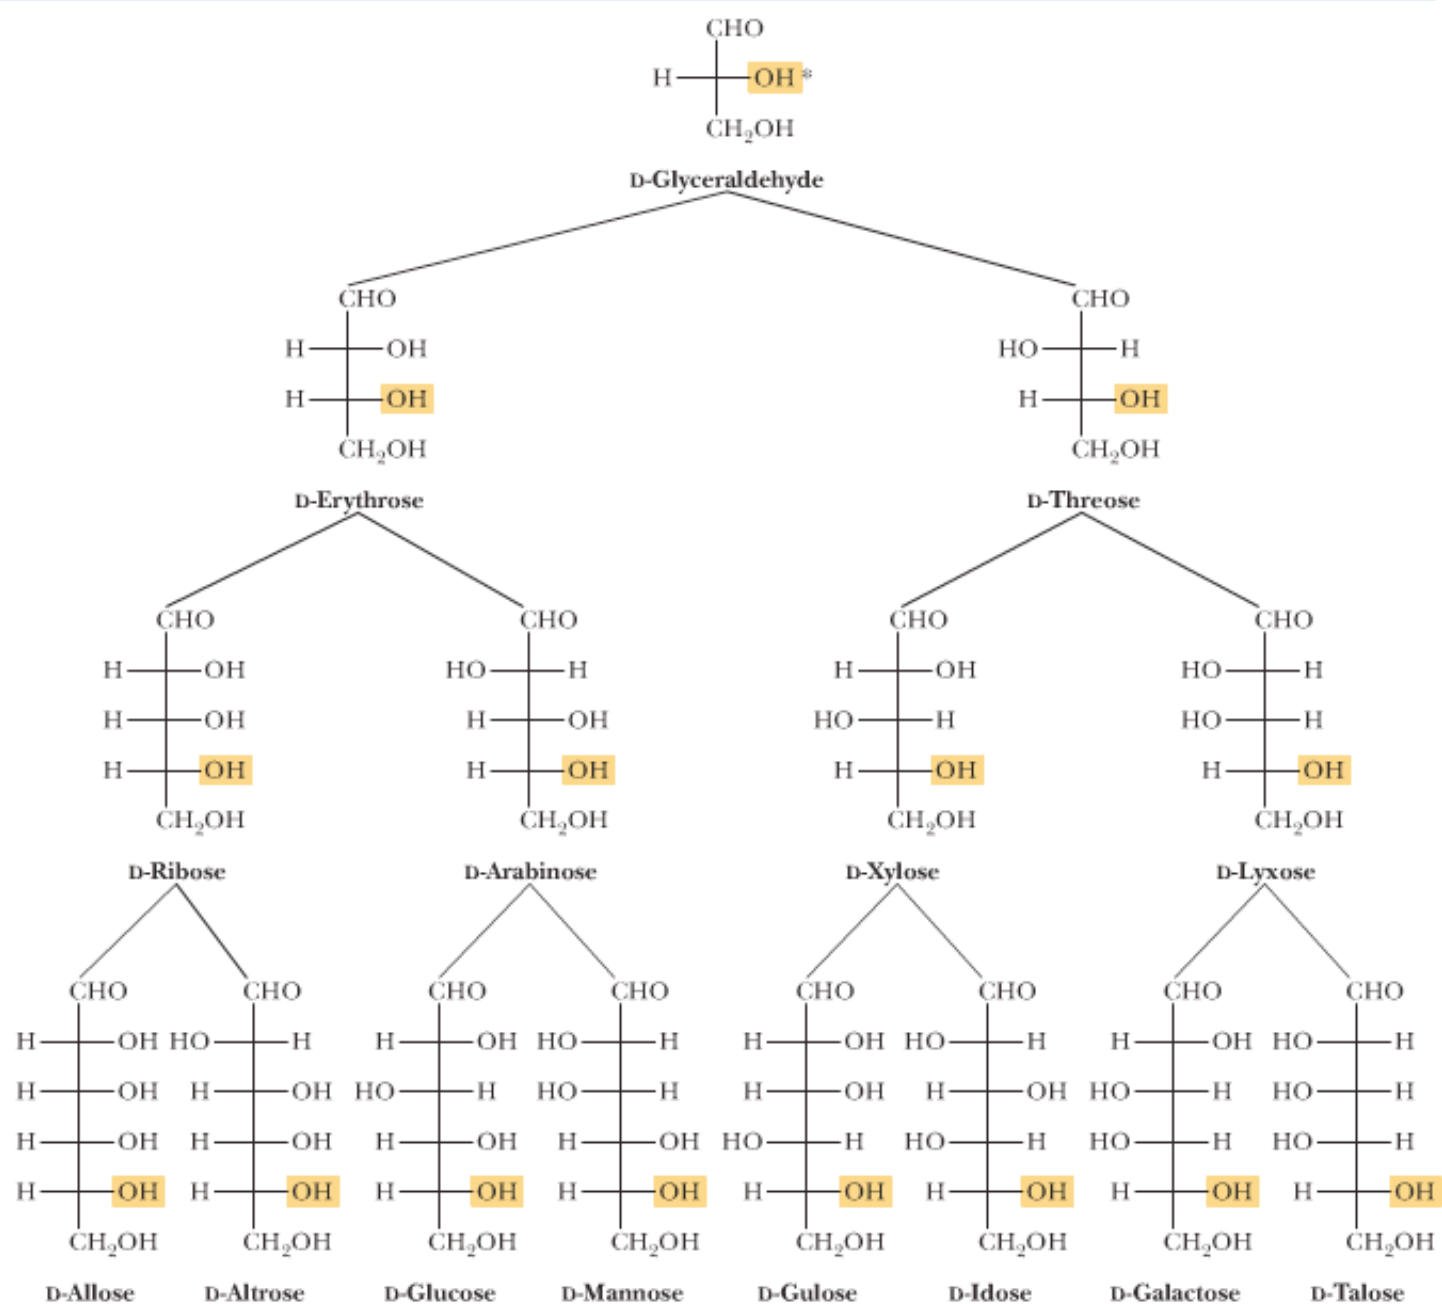 CHO
H OH*
CH₂OH
D-Glyceraldehyde
CHO CHO
H OH HO H
H OH H OH
CH₂OH CH₂OH
D-Erythrose D-Threose
CHO CHO CHO CHO
H OH HO H H OH HO H
H OH H OH HO H HO H
H OH H OH H OH H OH
CH₂OH CH₂OH CH₂OH CH₂OH
D-Ribose D-Arabinose D-Xylose D-Lyxose
CHO CHO CHO CHO CHO CHO CHO CHO
H OH HO H H OH HO H H OH HO H H OH HO H
H OH H OH HO H HO H H OH H OH HO H HO H
H OH H OH H OH H OH HO H HO H HO H HO H
H OH H OH H OH H OH H OH H OH H OH H OH
CH₂OH CH₂OH CH₂OH CH₂OH CH₂OH CH₂OH CH₂OH CH₂OH
D-Allose D-Altrose D-Glucose D-Mannose D-Gulose D-Idose D-Galactose D-Talose